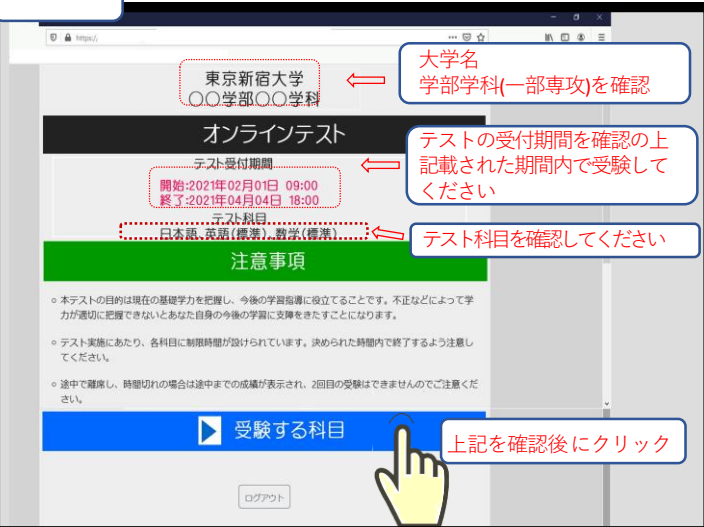 https://
東京新宿大学
〇〇学部〇〇学科
大学名
学部学科(一部専攻)を確認
オンラインテスト
テスト受付期間
開始:2021年02月01日 09:00
終了:2021年04月04日 18:00
テストの受付期間を確認の上
記載された期間内で受験して
ください
テスト科目
日本語、英語(標準)、数学(標準)
テスト科目を確認してください
注意事項
○ 本テストの目的は現在の基礎学力を把握し、今後の学習指導に役立てることです。不正などによって学
力が適切に把握できないとあなた自身の今後の学習に支障をきたすことになります。
○ テスト実施にあたり、各科目に制限時間が設けられています。決められた時間内で終了するよう注意し
てください。
○ 途中で離席し、時間切れの場合は途中までの成績が表示され、2回目の受験はできませんのでご注意くだ
さい。
受験する科目
上記を確認後にクリック
ログアウト